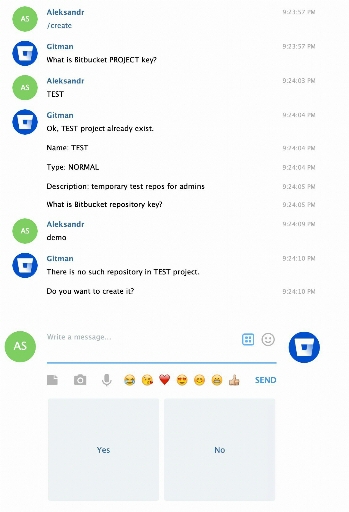 AS
Aleksandr
9:23:57 PM
/create
Gitman
9:23:57 PM
What is Bitbucket PROJECT key?
AS
Aleksandr
9:24:03 PM
TEST
Gitman
9:24:04 PM
Ok, TEST project already exist.
Name: TEST
9:24:04 PM
Type: NORMAL
9:24:04 PM
Description: temporary test repos for admins
9:24:05 PM
What is Bitbucket repository key?
9:24:05 PM
AS
Aleksandr
9:24:09 PM
demo
Gitman
9:24:10 PM
There is no such repository in TEST project.
Do you want to create it?
9:24:10 PM
AS
Write a message...
SEND
Yes
No